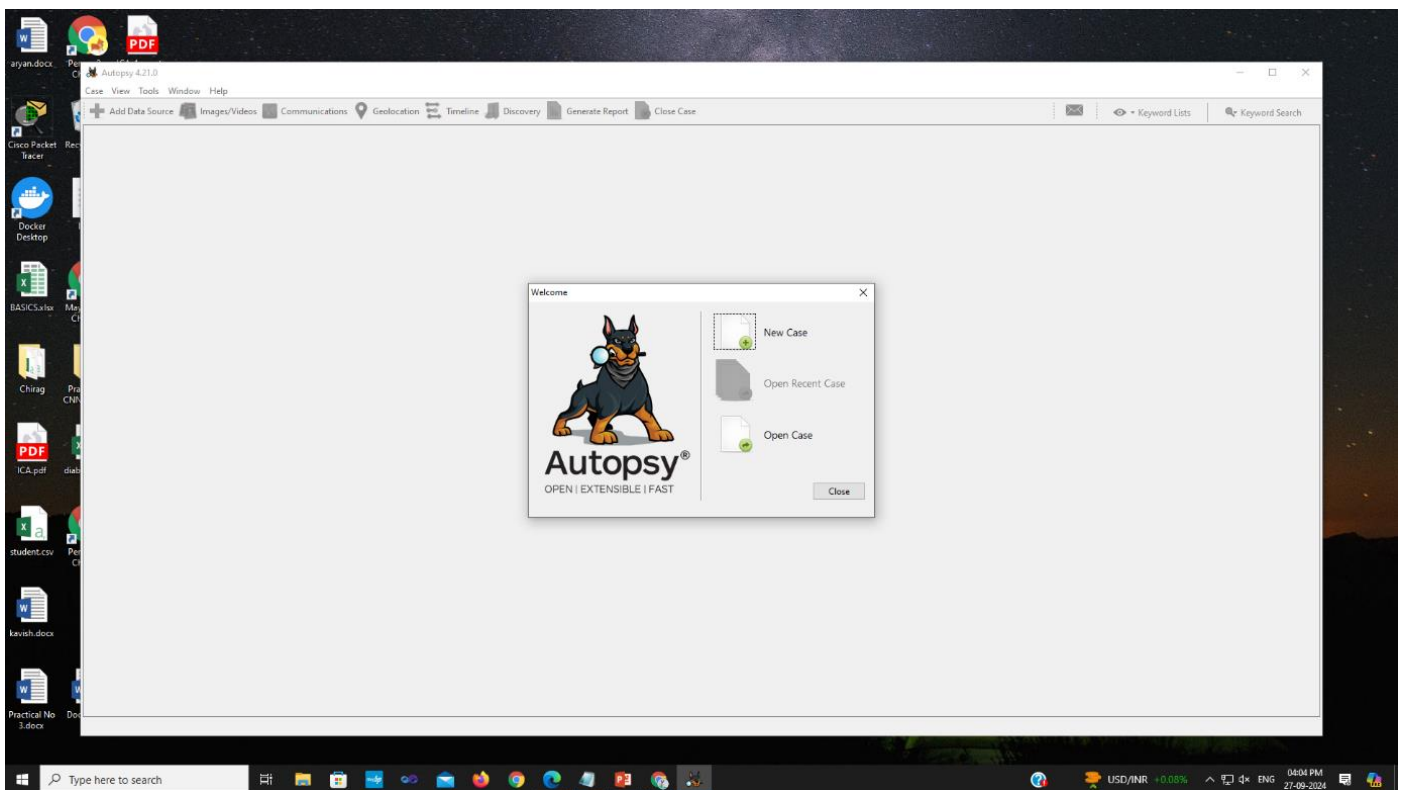 PDF
aryan.docx
Autopsy 4.21.0
Case View Tools Window Help
Add Data Source Images/Videos Communications Geolocation Timeline Discovery Generate Report Close Case Keyword Lists Keyword Search
Cisco Packet
Tracer
Docker
Desktop
Welcome
New Case
BASICS.xlsx
Open Recent Case
Chirag
Open Case
PDF
Autopsy®
ICA.pdf
OPEN | EXTENSIBLE | FAST
Close
student.csv
kavish.docx
Practical No
3.docx
Type here to search
USD/INR +0.08%
ENG
04:04 PM
27-09-2024